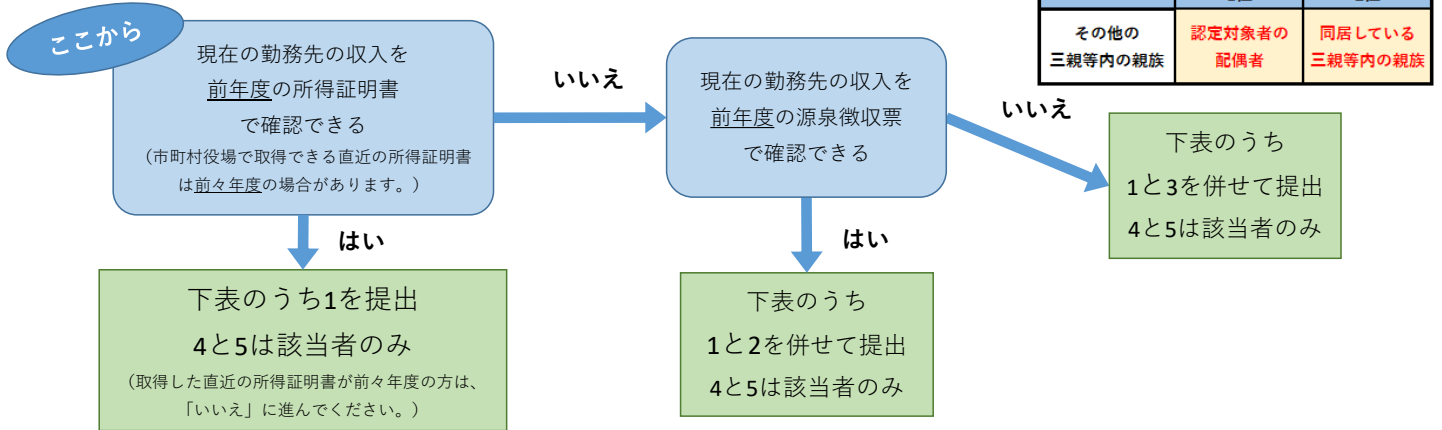 ここから
現在の勤務先の収入を
前年度の所得証明書
で確認できる
(市町村役場で取得できる直近の所得証明書
は前々年度の場合があります。)
いいえ
現在の勤務先の収入を
前年度の源泉徴収票
で確認できる
いいえ
その他の
三親等内の親族
認定対象者の
配偶者
同居している
三親等内の親族
下表のうち
1と3を併せて提出
4と5は該当者のみ
はい
下表のうち1を提出
4と5は該当者のみ
(取得した直近の所得証明書が前々年度の方は、
「いいえ」に進んでください。)
はい
下表のうち
1と2を併せて提出
4と5は該当者のみ